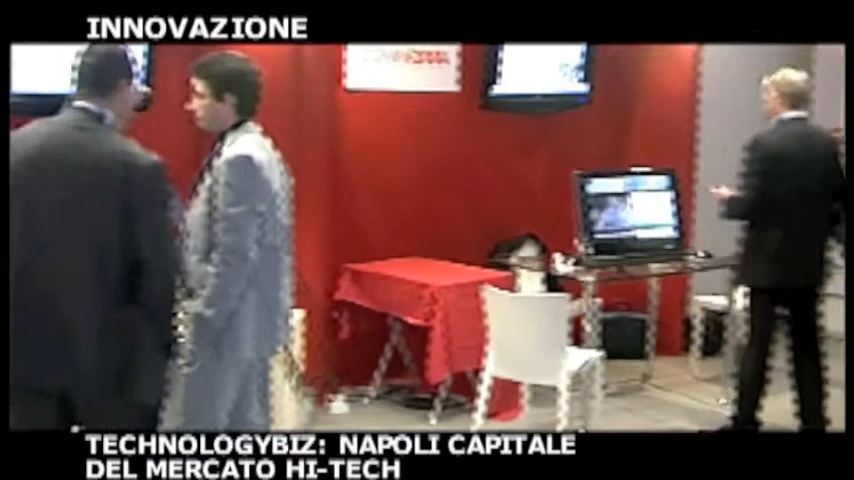 INNOVAZIONE
TECHNOLOGYBIZ: NAPOLI CAPITALE
DEL MERCATO HI-TECH